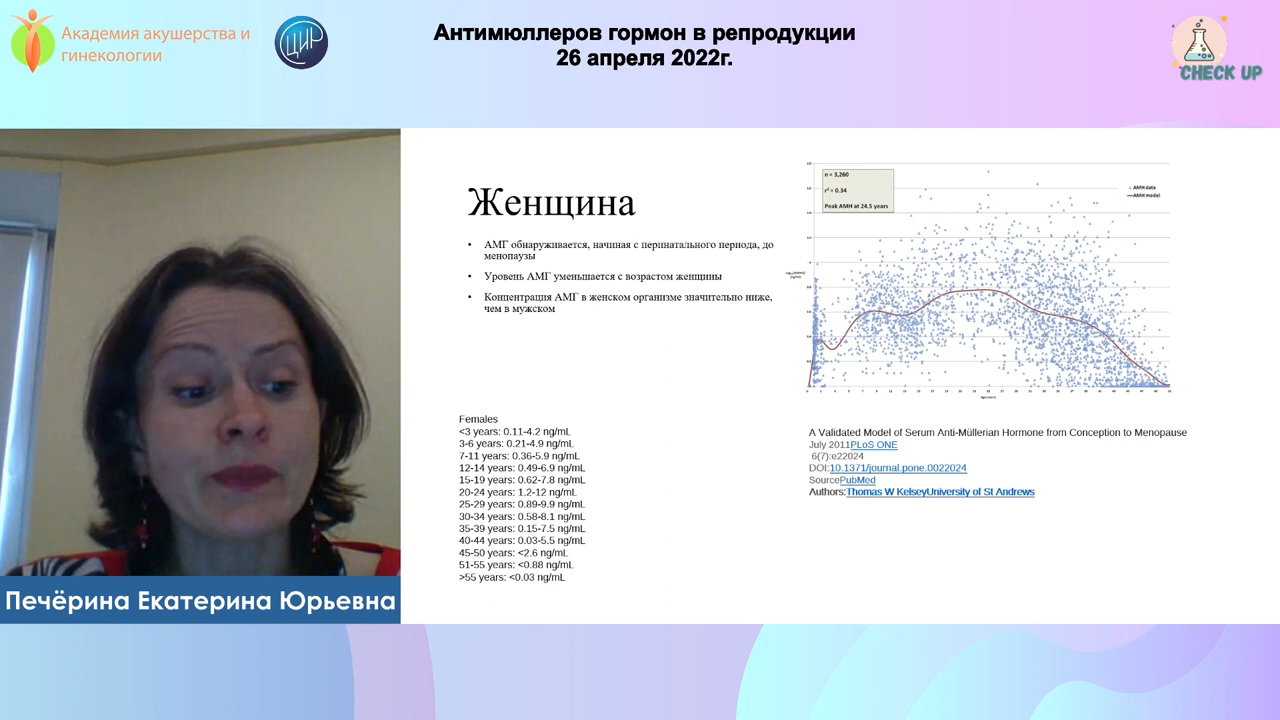 Академия акушерства и
гинекологии
ЦИР
Антимюллеров гормон в репродукции
26 апреля 2022г.
CHECK UP
Женщина
• АМГ обнаруживается, начиная с перинатального периода, до
менопаузы
• Уровень АМГ уменьшается с возрастом женщины
• Концентрация АМГ в женском организме значительно ниже,
чем в мужском
n = 3,260
r² = 0.34
Peak AMH at 24.5 years
AMH data
AMH model
Females
<3 years: 0.11-4.2 ng/mL
3-6 years: 0.21-4.9 ng/mL
7-11 years: 0.36-5.9 ng/mL
12-14 years: 0.49-6.9 ng/mL
15-19 years: 0.62-7.8 ng/mL
20-24 years: 1.2-12 ng/mL
25-29 years: 0.89-9.9 ng/mL
30-34 years: 0.58-8.1 ng/mL
35-39 years: 0.15-7.5 ng/mL
40-44 years: 0.03-5.5 ng/mL
45-50 years: <2.6 ng/mL
51-55 years: <0.88 ng/mL
>55 years: <0.03 ng/mL
A Validated Model of Serum Anti-Müllerian Hormone from Conception to Menopause
July 2011PLoS ONE
6(7):e22024
DOI:10.1371/journal.pone.0022024
SourcePubMed
Authors:Thomas W KelseyUniversity of St Andrews
Печёрина Екатерина Юрьевна